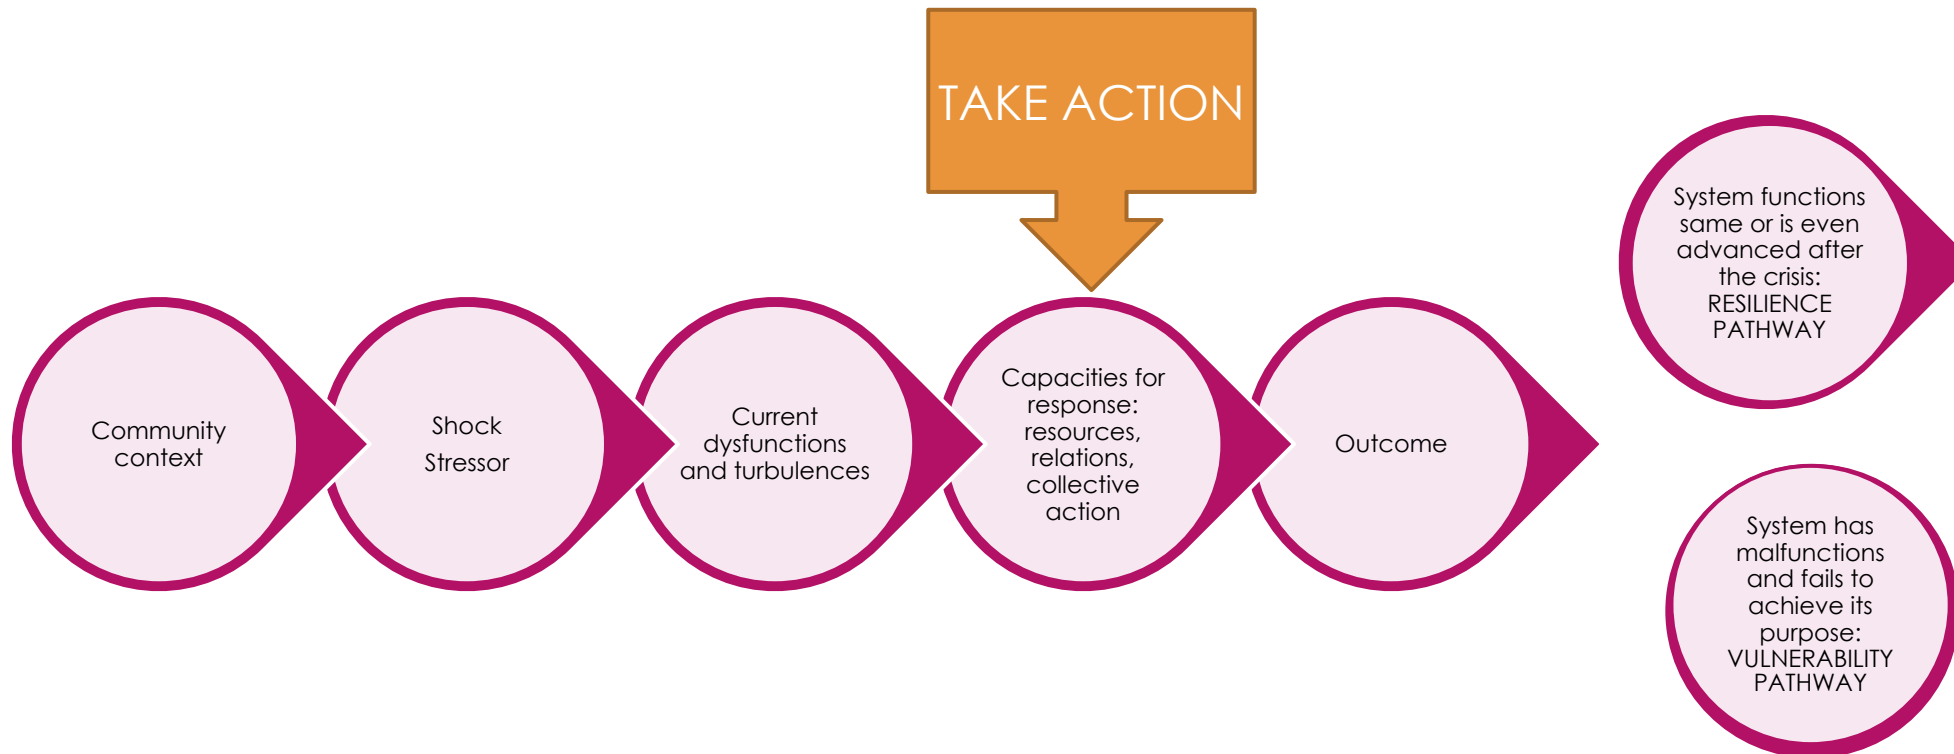 TAKE ACTION
Community
context
Shock
Stressor
Current
dysfunctions
and turbulences
Capacities for
response:
resources,
relations,
collective
action
Outcome
System functions
same or is even
advanced after
the crisis:
RESILIENCE
PATHWAY
System has
malfunctions
and fails to
achieve its
purpose:
VULNERABILITY
PATHWAY